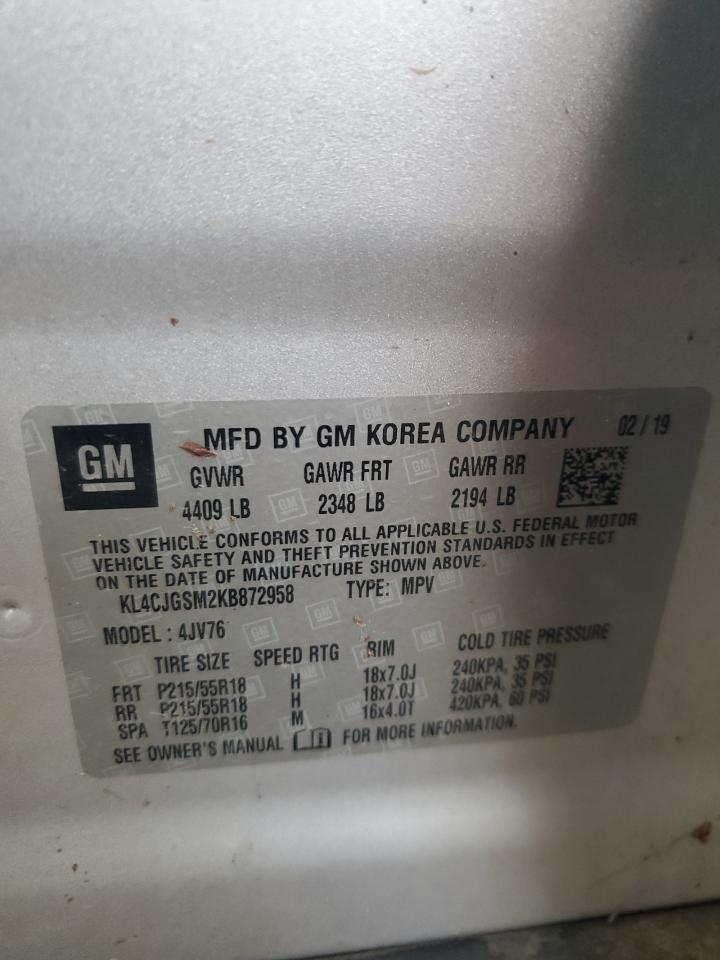 GM
MFD BY GM KOREA COMPANY 02/19
GVWR GAWR FRT GAWR RR
4409 LB 2348 LB 2194 LB
THIS VEHICLE CONFORMS TO ALL APPLICABLE U.S. FEDERAL MOTOR
VEHICLE SAFETY AND THEFT PREVENTION STANDARDS IN EFFECT
ON THE DATE OF MANUFACTURE SHOWN ABOVE.
KL4CJGSM2KB872958 TYPE: MPV
MODEL: 4JV76
TIRE SIZE SPEED RTG RIM COLD TIRE PRESSURE
FRT P215/55R18 H 18x7.0J 240KPA, 35 PSI
RR P215/55R18 H 18x7.0J 240KPA, 35 PSI
SPA T125/70R16 M 16x4.0T 420KPA, 60 PSI
SEE OWNER'S MANUAL FOR MORE INFORMATION.